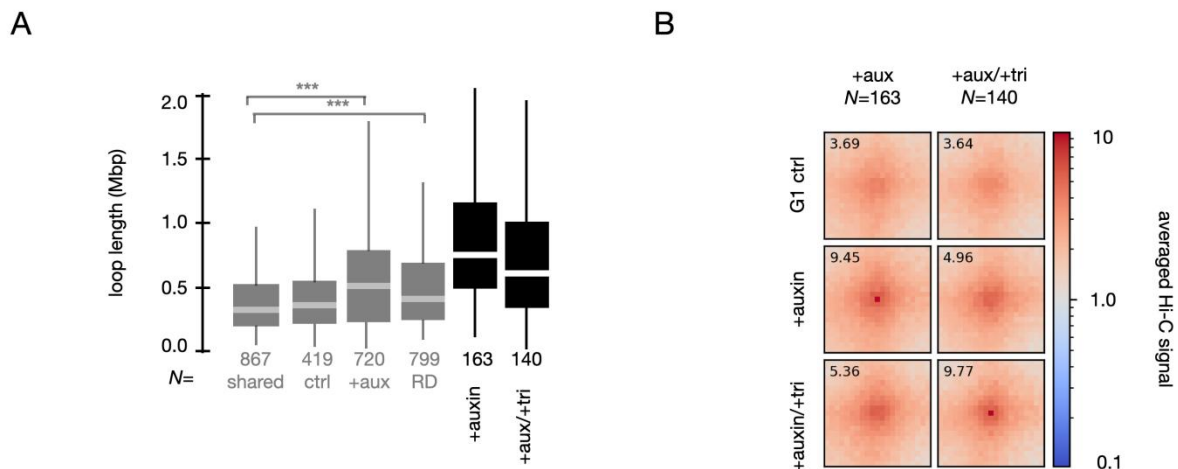 A
2.0
1.5
1.0
0.5
0.0
loop length (Mbp)
***
***
N=
867 419 720 799 163 140
shared ctrl +aux RD
+auxin
+aux/+tri
B
+aux +aux/+tri
N=163 N=140
G1 ctrl
3.69 3.64
+auxin
9.45 4.96
+auxin/+tri
5.36 9.77
10
1.0
0.1
averaged Hi-C signal